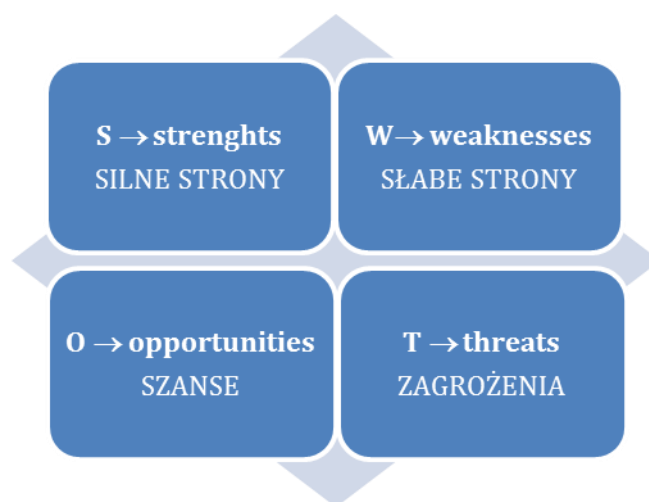 S → strenghts
SILNE STRONY
W→ weaknesses
SŁABE STRONY
O → opportunities
SZANSE
T → threats
ZAGROŻENIA